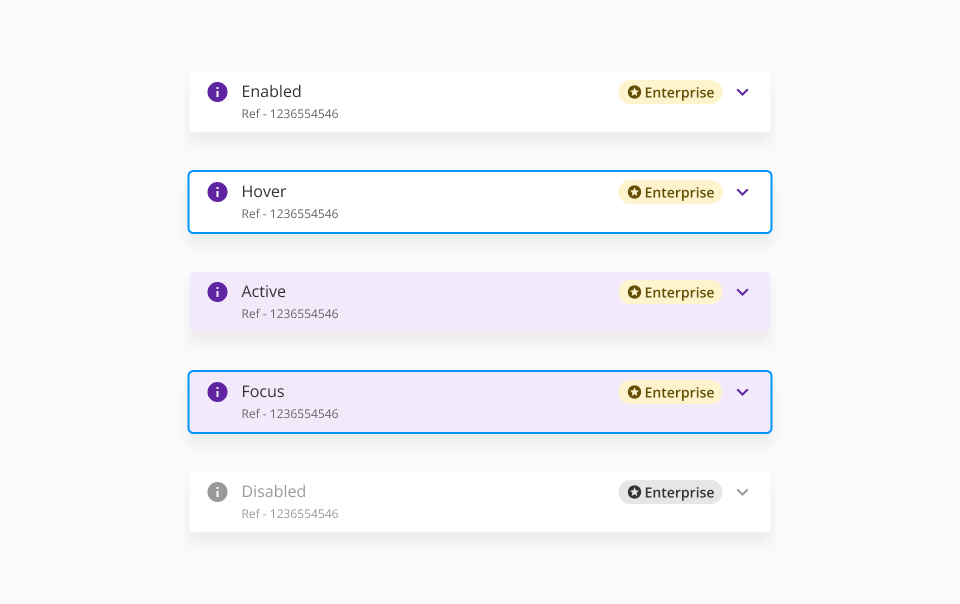 Enabled Enterprise
Ref - 1236554546
Hover Enterprise
Ref - 1236554546
Active Enterprise
Ref - 1236554546
Focus Enterprise
Ref - 1236554546
Disabled Enterprise
Ref - 1236554546